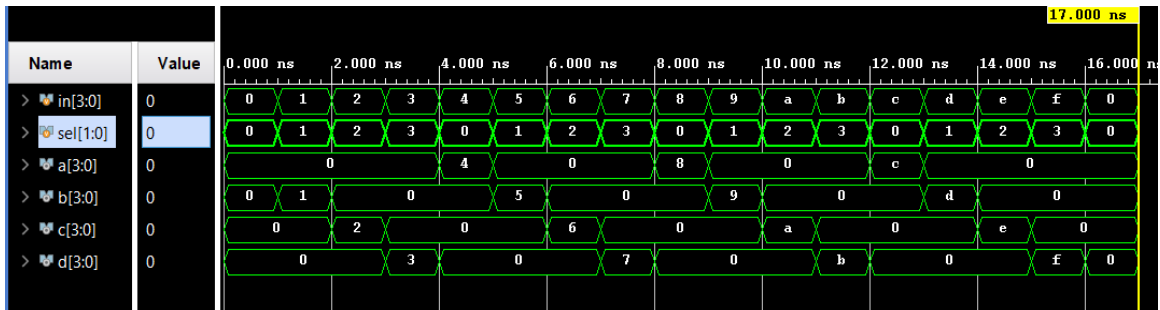 17.000 ns
Name Value 0.000 ns 2.000 ns 4.000 ns 6.000 ns 8.000 ns 10.000 ns 12.000 ns 14.000 ns 16.000 n
in[3:0] 0 0 1 2 3 4 5 6 7 8 9 a b c d e f 0
sel[1:0] 0 0 1 2 3 0 1 2 3 0 1 2 3 0 1 2 3 0
a[3:0] 0 0 4 0 8 0 c 0
b[3:0] 0 0 1 0 5 0 9 0 d 0
c[3:0] 0 0 2 0 6 0 a 0 e 0
d[3:0] 0 0 3 0 7 0 b 0 f 0